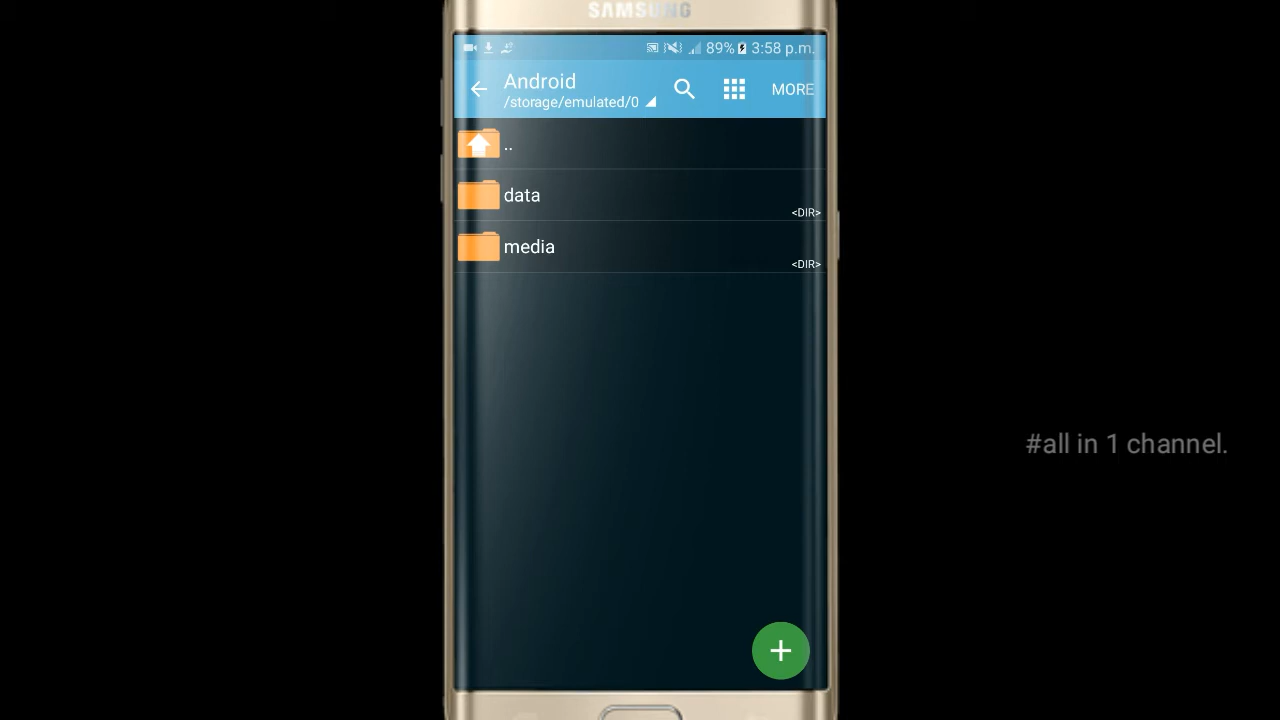 SAMSUNG
89% 3:58 p.m.
Android
/storage/emulated/0
MORE
..
data
<DIR>
media
<DIR>
#all in 1 channel.